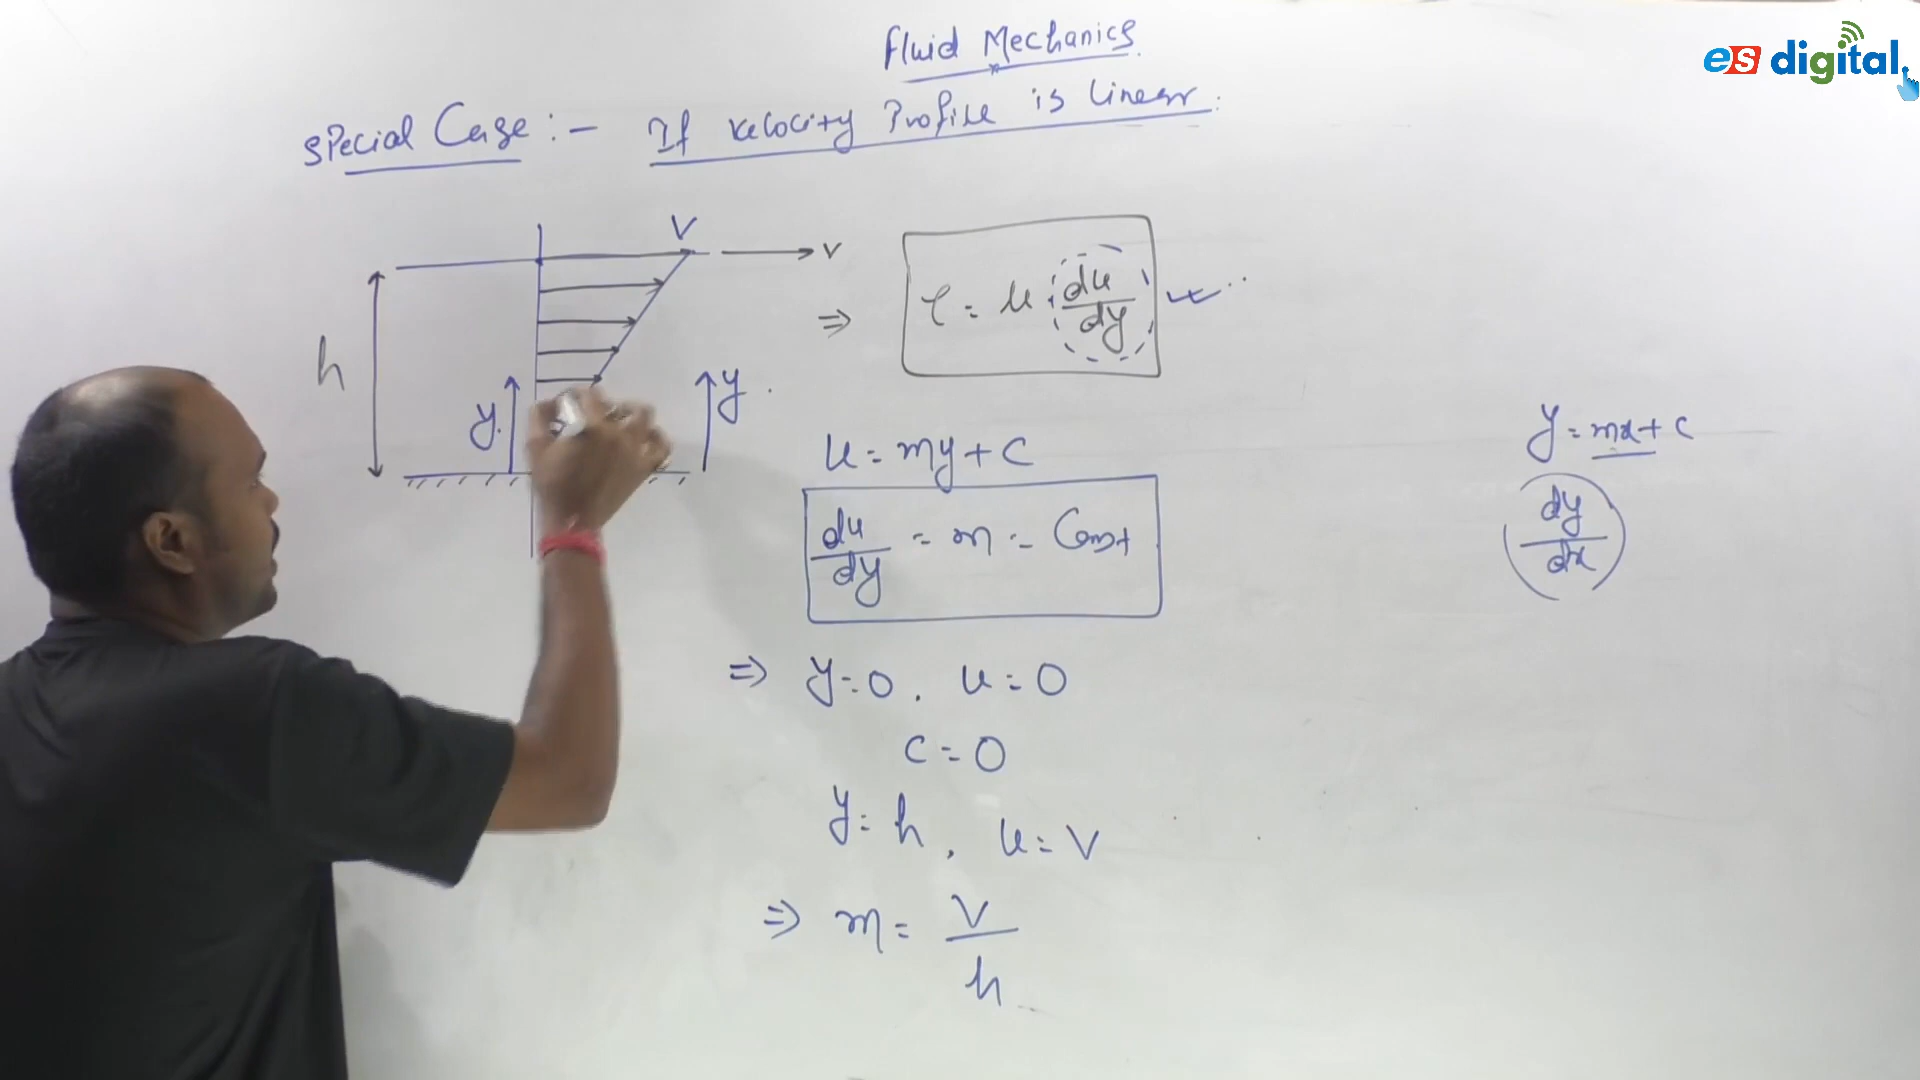 Fluid Mechanics
es digital
Special Case :- If velocity Profile is linear.
V
V
h
y
y
⇒ τ = μ du/dy
u = my + c
du/dy = m = Const
⇒ y = 0, u = 0
c = 0
y = h, u = V
⇒ m = V/h
y = mx + c
dy/dx